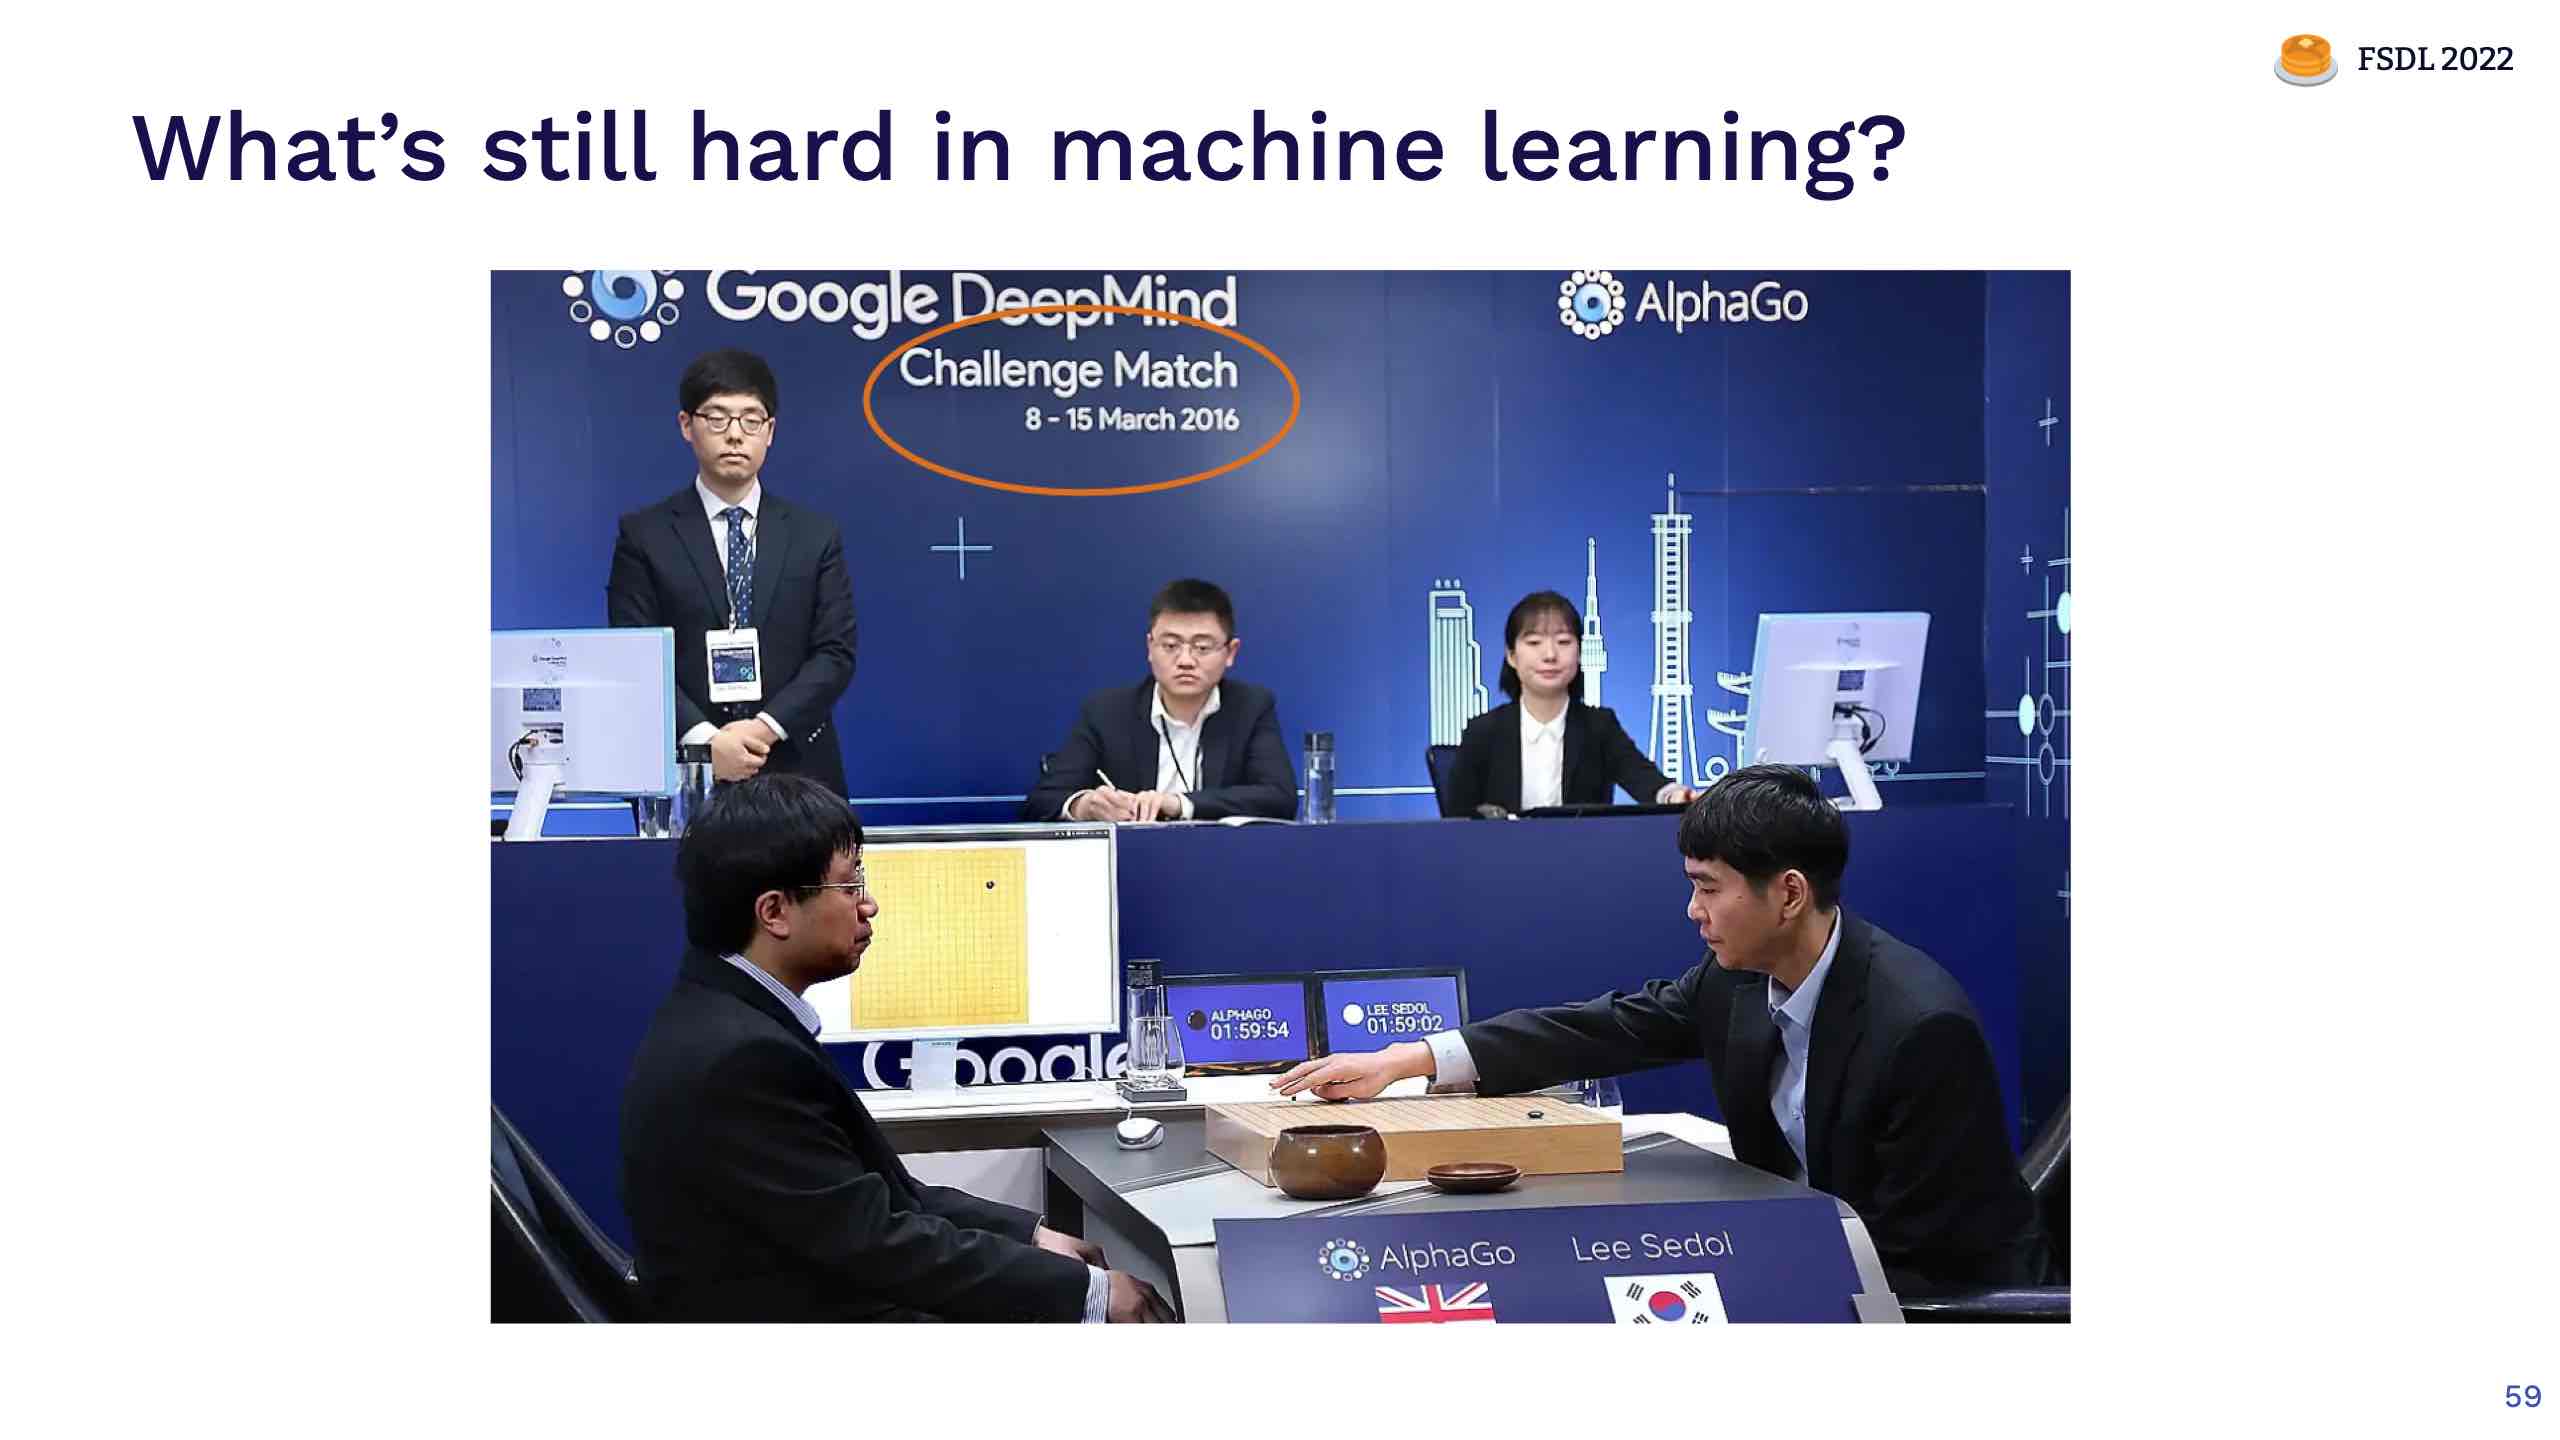 FSDL 2022
What's still hard in machine learning?
Google DeepMind
Challenge Match
8 - 15 March 2016
AlphaGo
ALPHAGO
01:59:54
LEE SEDOL
01:59:02
Google
AlphaGo
Lee Sedol
59